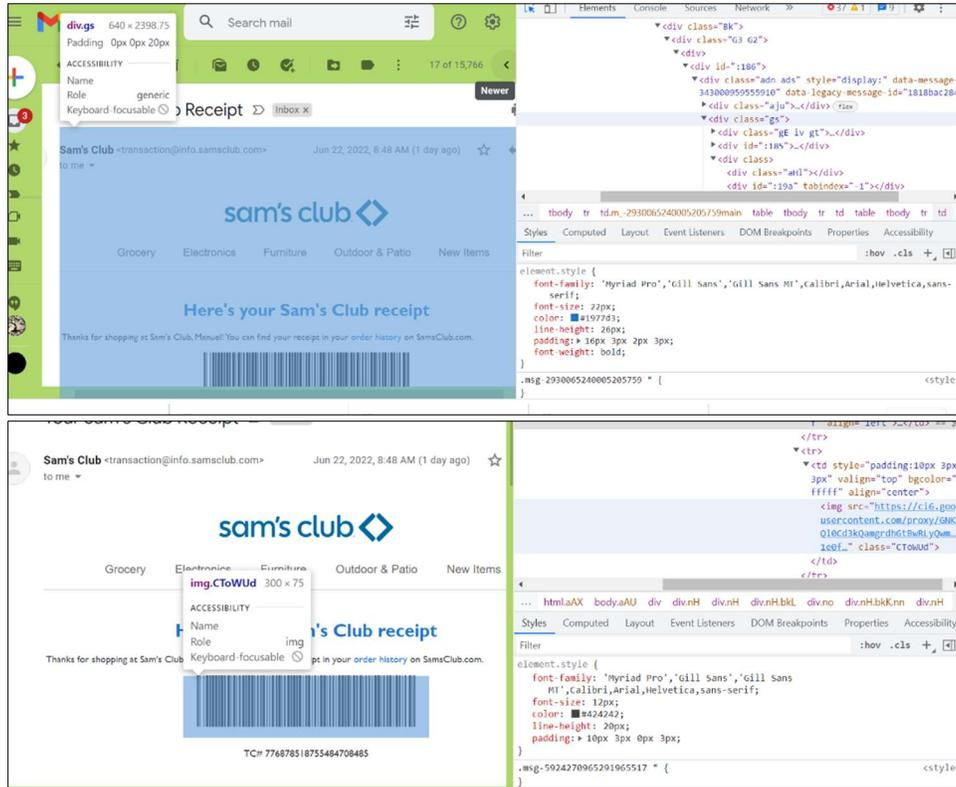 div.gs 640 × 2398.75
Padding 0px 0px 20px
ACCESSIBILITY
Name
Role generic
Keyboard-focusable
Search mail
17 of 15,766
Newer
Receipt Inbox ×
3
Sam's Club <transaction@info.samsclub.com> Jun 22, 2022, 8:48 AM (1 day ago)
to me
sam's club
Grocery Electronics Furniture Outdoor & Patio New Items
Here's your Sam's Club receipt
Thanks for shopping at Sam's Club, Manuel! You can find your receipt in your order history on SamsClub.com.
Elements Console Sources Network » 37 1 9
<div class="Bk">
<div class="G3 G2">
<div>
<div id=":186">
<div class="adn ads" style="display:" data-message-
343000959555910" data-legacy-message-id="1818bac284
<div class="aju">…</div> flex
<div class="gs">
<div class="gE iv gt">…</div>
<div id=":185">…</div>
<div class>
<div class="aHl"></div>
<div id=":19a" tabindex="-1"></div>
... tbody tr td.m_-2930065240005205759main table tbody tr td table tbody tr td
Styles Computed Layout Event Listeners DOM Breakpoints Properties Accessibility
Filter :hov .cls +
element.style {
font-family: 'Myriad Pro','Gill Sans','Gill Sans MT',Calibri,Arial,Helvetica,sans-
serif;
font-size: 22px;
color: #1977d3;
line-height: 26px;
padding: 16px 3px 2px 3px;
font-weight: bold;
}
.msg-2930065240005205759 * { <style
}
Your Sam's Club Receipt
Sam's Club <transaction@info.samsclub.com> Jun 22, 2022, 8:48 AM (1 day ago)
to me
sam's club
Grocery Electronics Furniture Outdoor & Patio New Items
img.CToWUd 300 × 75
ACCESSIBILITY
Name
Role img
Keyboard-focusable
H 's Club receipt
Thanks for shopping at Sam's Club pt in your order history on SamsClub.com.
TC# 776878518755484708485
</tr>
<tr>
<td style="padding:10px 3px
3px" valign="top" bgcolor="
fffff" align="center">
<img src="https://ci6.goo
usercontent.com/proxy/GNK
1e0f…" class="CToWUd">
</td>
</tr>
... html.aAX body.aAU div div.nH div.nH div.nH.bkL div.no div.nH.bkK.nn div.nH
Styles Computed Layout Event Listeners DOM Breakpoints Properties Accessibility
Filter :hov .cls +
element.style {
font-family: 'Myriad Pro','Gill Sans','Gill Sans
MT',Calibri,Arial,Helvetica,sans-serif;
font-size: 12px;
color: #424242;
line-height: 20px;
padding: 10px 3px 0px 3px;
}
.msg-5924270965291965517 * { <style
}